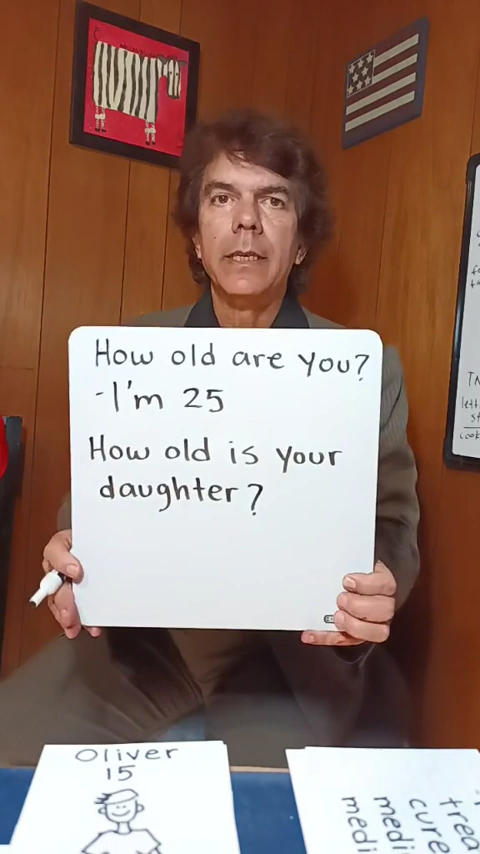 How old are you?
-I'm 25
How old is your
daughter?
Oliver
15
trea
cure
medi
medi